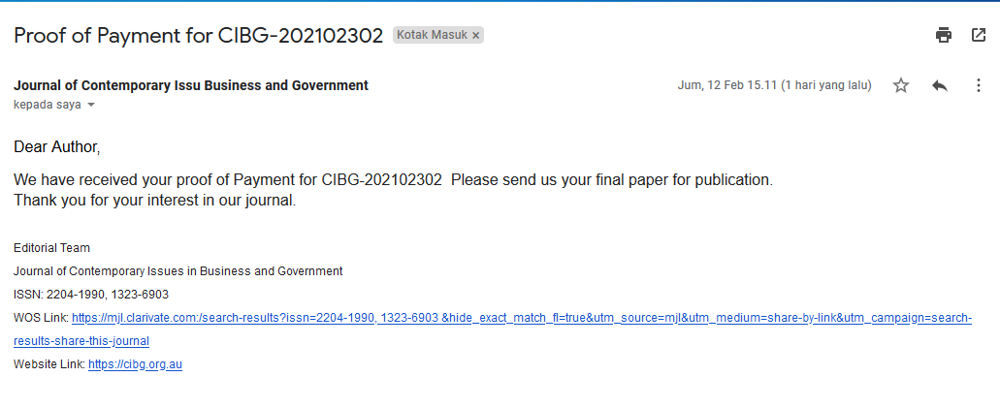 Proof of Payment for CIBG-202102302 Kotak Masuk x
Journal of Contemporary Issu Business and Government Jum, 12 Feb 15.11 (1 hari yang lalu)
kepada saya
Dear Author,
We have received your proof of Payment for CIBG-202102302  Please send us your final paper for publication.
Thank you for your interest in our journal.
Editorial Team
Journal of Contemporary Issues in Business and Government
ISSN: 2204-1990, 1323-6903
WOS Link: https://mjl.clarivate.com:/search-results?issn=2204-1990, 1323-6903 &hide_exact_match_fl=true&utm_source=mjl&utm_medium=share-by-link&utm_campaign=search-
results-share-this-journal
Website Link: https://cibg.org.au